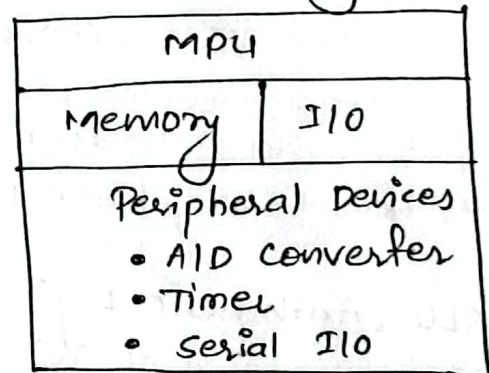 MPU
Memory I/O
Peripheral Devices
• A/D converter
• Timer
• Serial I/O